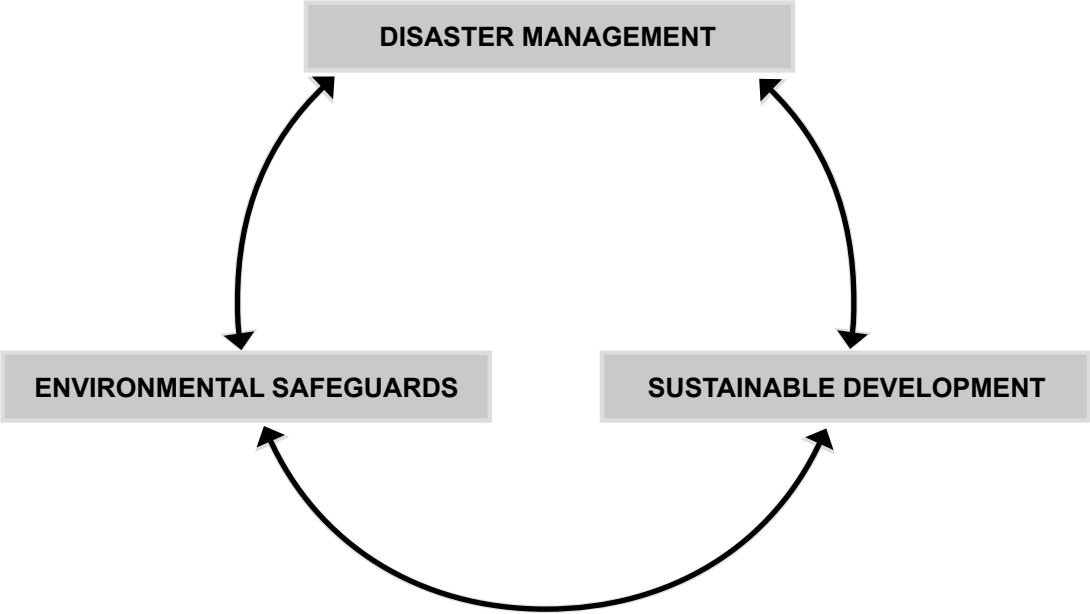 DISASTER MANAGEMENT
ENVIRONMENTAL SAFEGUARDS
SUSTAINABLE DEVELOPMENT